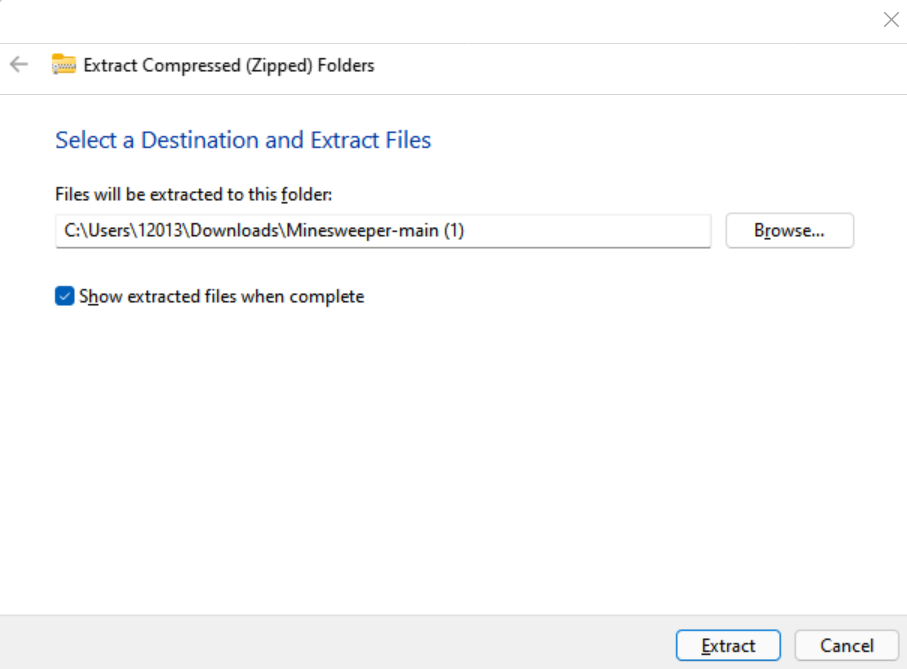 Extract Compressed (Zipped) Folders
Select a Destination and Extract Files
Files will be extracted to this folder:
C:\Users\12013\Downloads\Minesweeper-main (1)
Browse...
Show extracted files when complete
Extract
Cancel